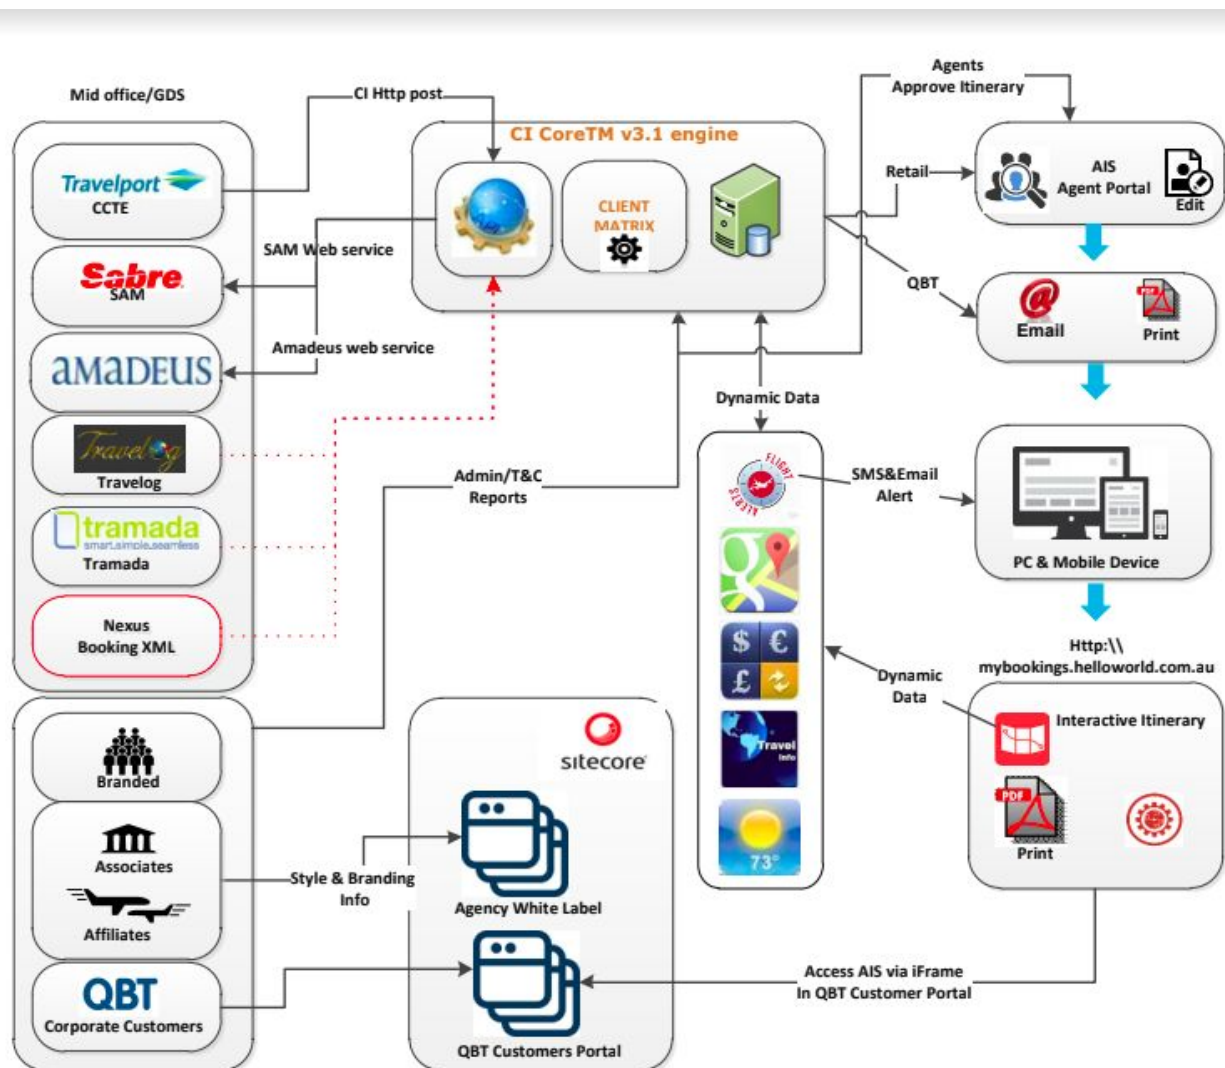 Mid office/GDS
Travelport
CCTE
Sabre
SAM
aMaDEUS
Travelog
Travelog
tramada
smart.simple.seamless
Tramada
Nexus
Booking XML
CI Http post
SAM Web service
Amadeus web service
CI CoreTM v3.1 engine
CLIENT
MATRIX
Agents
Approve Itinerary
Retail
QBT
AIS
Agent Portal
Edit
@
Email
PDF
Print
Dynamic Data
FLIGHT
ALERTS
SMS&Email
Alert
PC & Mobile Device
$ €
£
Travel
Info
73°
Admin/T&C
Reports
Http:\\
mybookings.helloworld.com.au
Dynamic
Data
Interactive Itinerary
PDF
Print
Branded
Associates
Affiliates
QBT
Corporate Customers
Style & Branding
Info
sitecore
Agency White Label
QBT Customers Portal
Access AIS via iFrame
In QBT Customer Portal